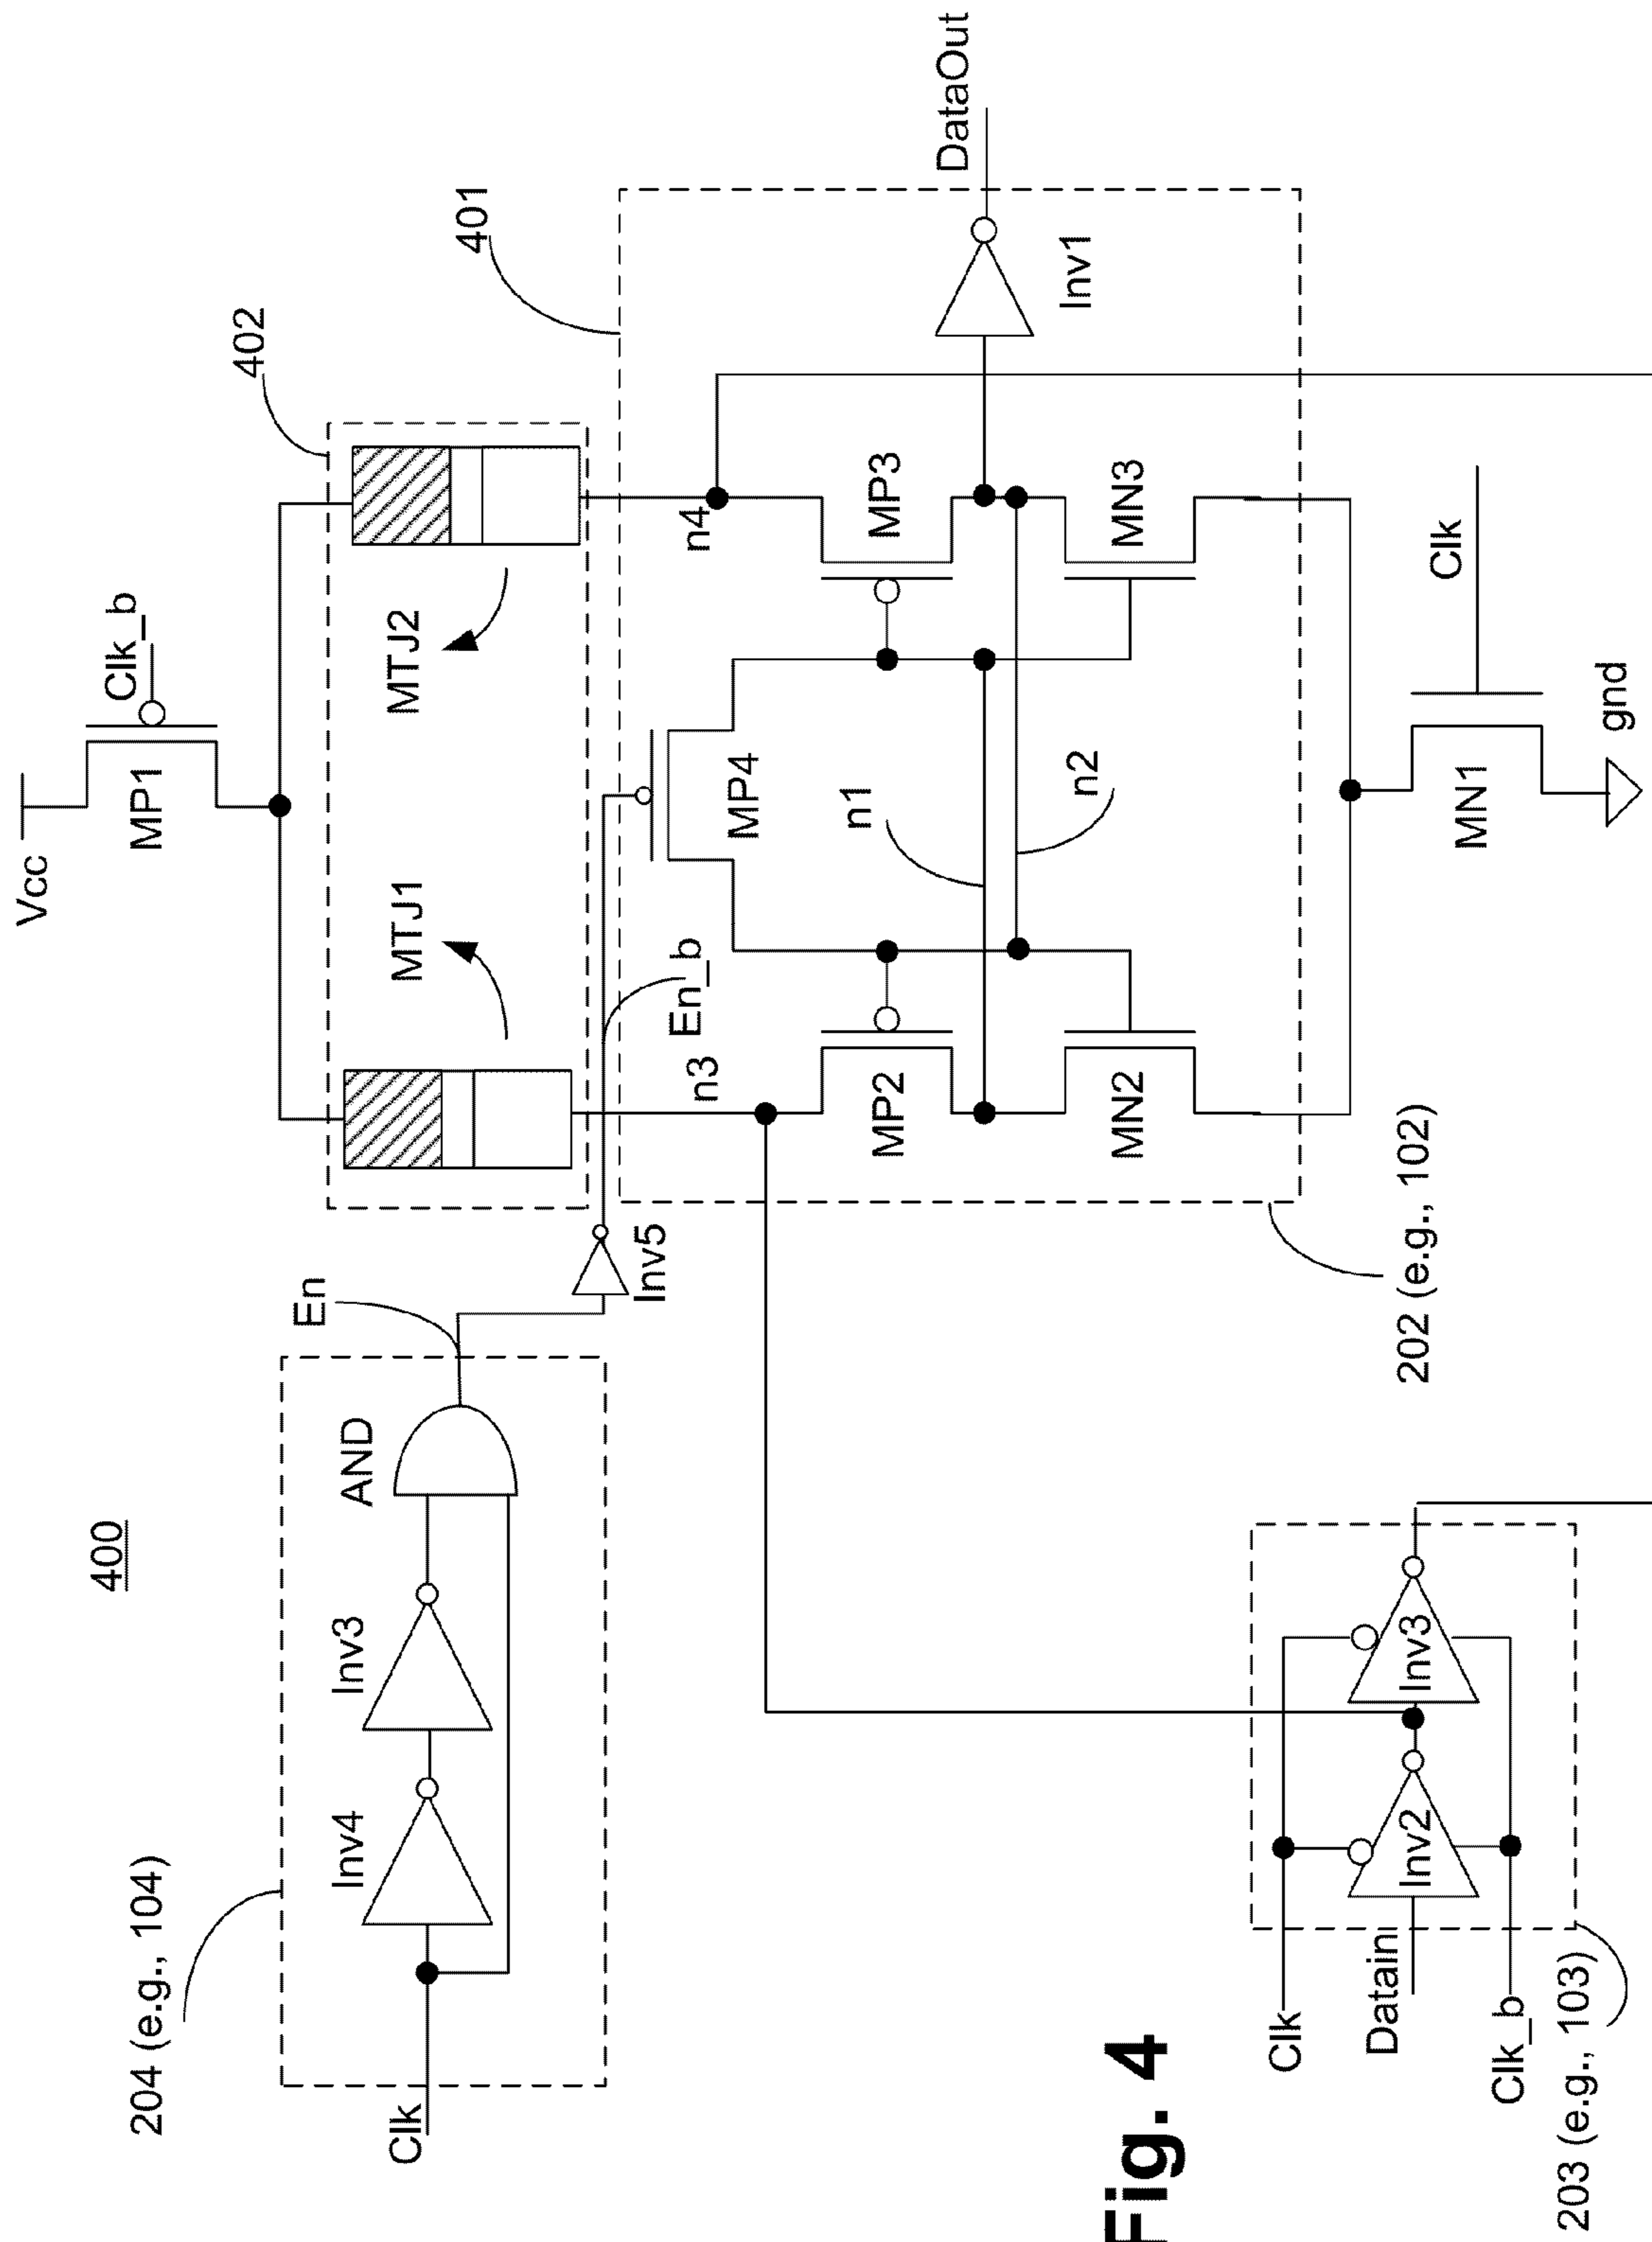 400
204 (e.g., 104)
Clk
Inv4
Inv3
AND
En
Inv5
En_b
Vcc
MP1
Clk_b
402
MTJ1
MTJ2
401
n3
n4
MP4
MP2
MP3
n1
n2
MN2
MN3
Inv1
DataOut
202 (e.g., 102)
MN1
Clk
gnd
Clk
Datain
Clk_b
Inv2
Inv3
203 (e.g., 103)
Fig. 4